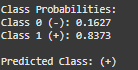 Class Probabilities:
Class 0 (-): 0.1627
Class 1 (+): 0.8373
Predicted Class: (+)